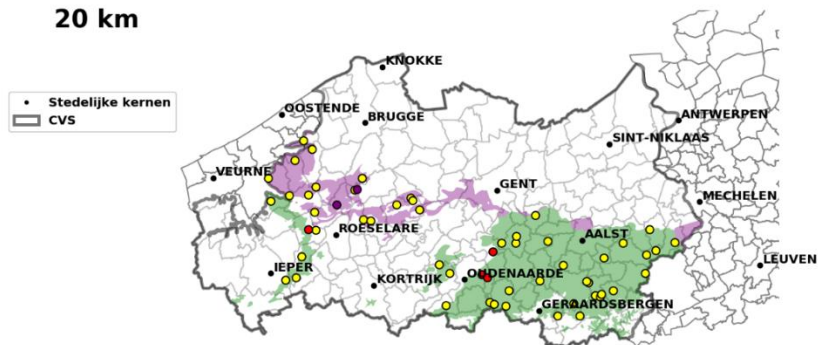 20 km
KNOKKE
Stedelijke kernen
CVS
OOSTENDE
BRUGGE
ANTWERPEN
SINT-NIKLAAS
VEURNE
GENT
MECHELEN
ROESELARE
AALST
LEUVEN
IEPER
KORTRIJK
OUDENAARDE
GERAARDSBERGEN